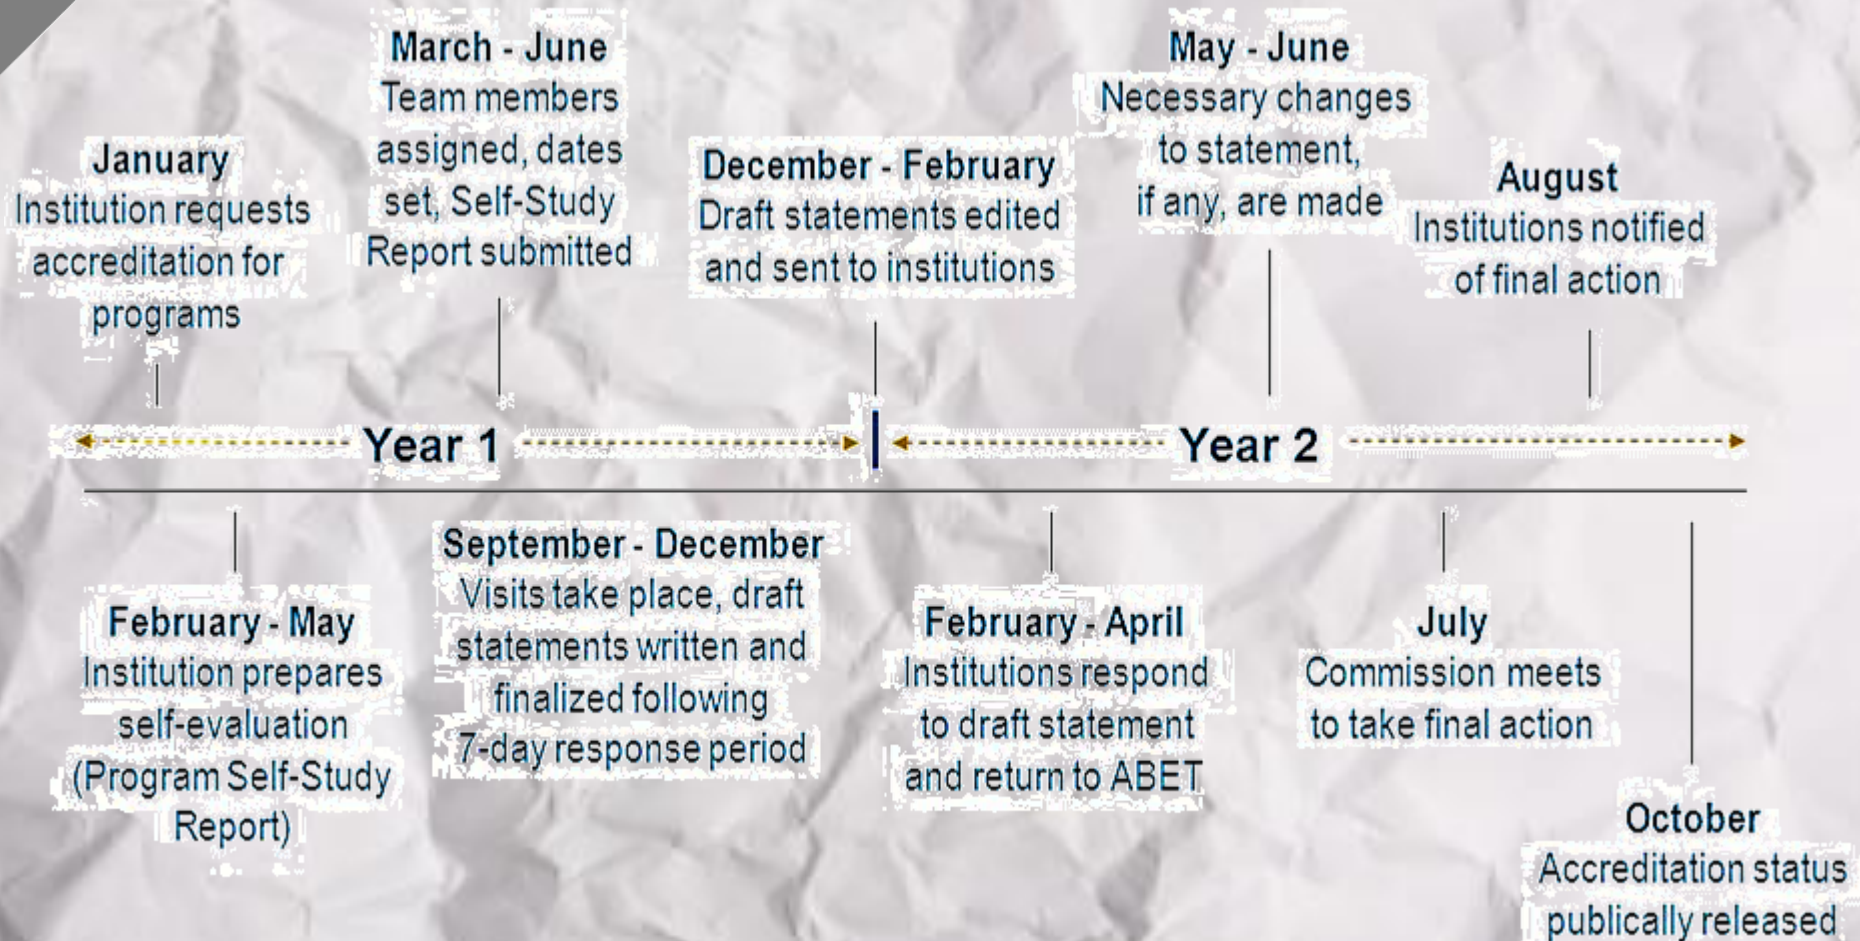 January
Institution requests
accreditation for
programs
March - June
Team members
assigned, dates
set, Self-Study
Report submitted
December - February
Draft statements edited
and sent to institutions
May - June
Necessary changes
to statement,
if any, are made
August
Institutions notified
of final action
Year 1
Year 2
February - May
Institution prepares
self-evaluation
(Program Self-Study
Report)
September - December
Visits take place, draft
statements written and
finalized following
7-day response period
February - April
Institutions respond
to draft statement
and return to ABET
July
Commission meets
to take final action
October
Accreditation status
publically released